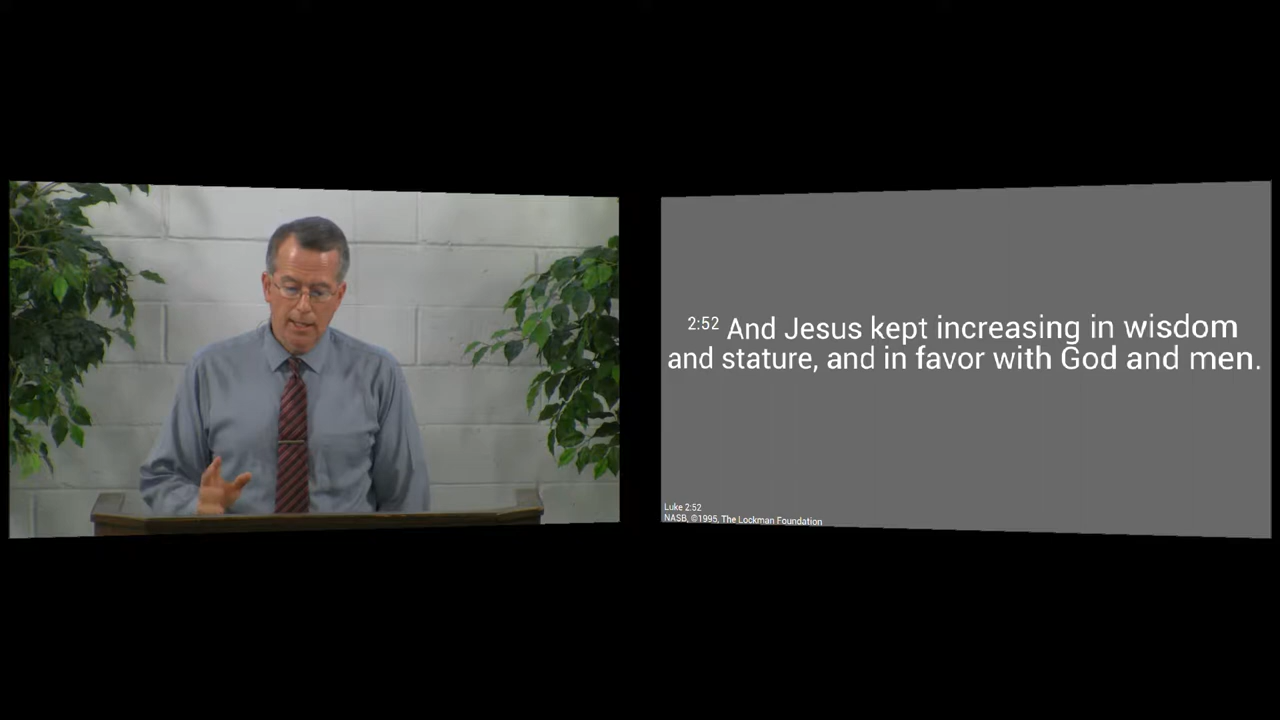 2:52 And Jesus kept increasing in wisdom
and stature, and in favor with God and men.
Luke 2:52
NASB, ©1995, The Lockman Foundation